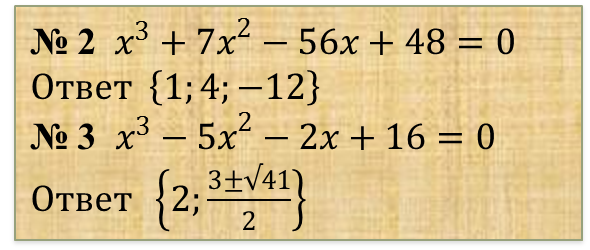 № 2 x³ + 7x² − 56x + 48 = 0
Ответ {1; 4; −12}
№ 3 x³ − 5x² − 2x + 16 = 0
Ответ {2; (3±√41)/2}